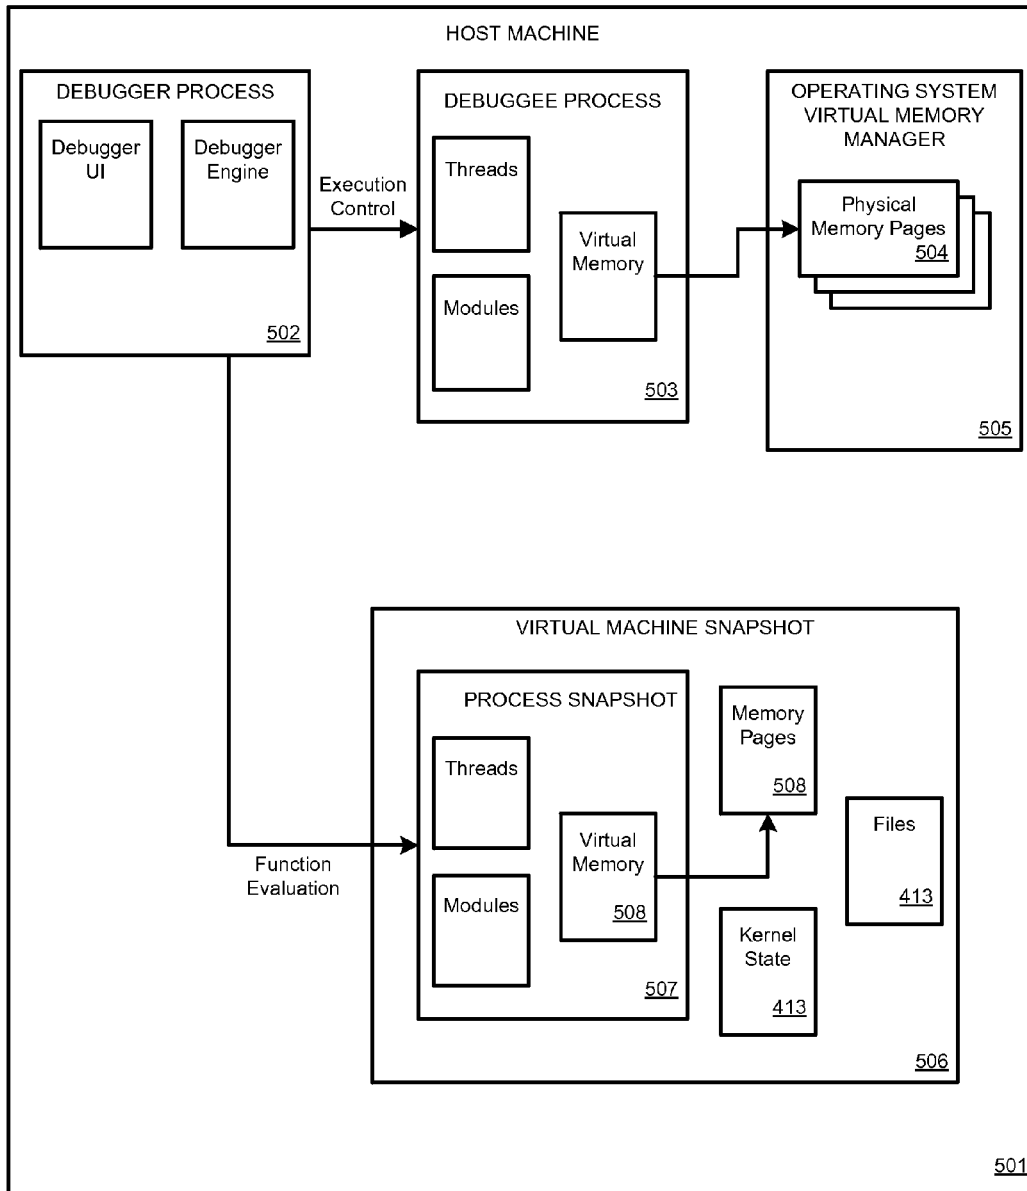 HOST MACHINE
DEBUGGER PROCESS
Debugger
UI
Debugger
Engine
502
Execution
Control
DEBUGGEE PROCESS
Threads
Modules
Virtual
Memory
503
OPERATING SYSTEM
VIRTUAL MEMORY
MANAGER
Physical
Memory Pages
504
505
Function
Evaluation
VIRTUAL MACHINE SNAPSHOT
PROCESS SNAPSHOT
Threads
Modules
Virtual
Memory
508
507
Memory
Pages
508
Files
413
Kernel
State
413
506
501